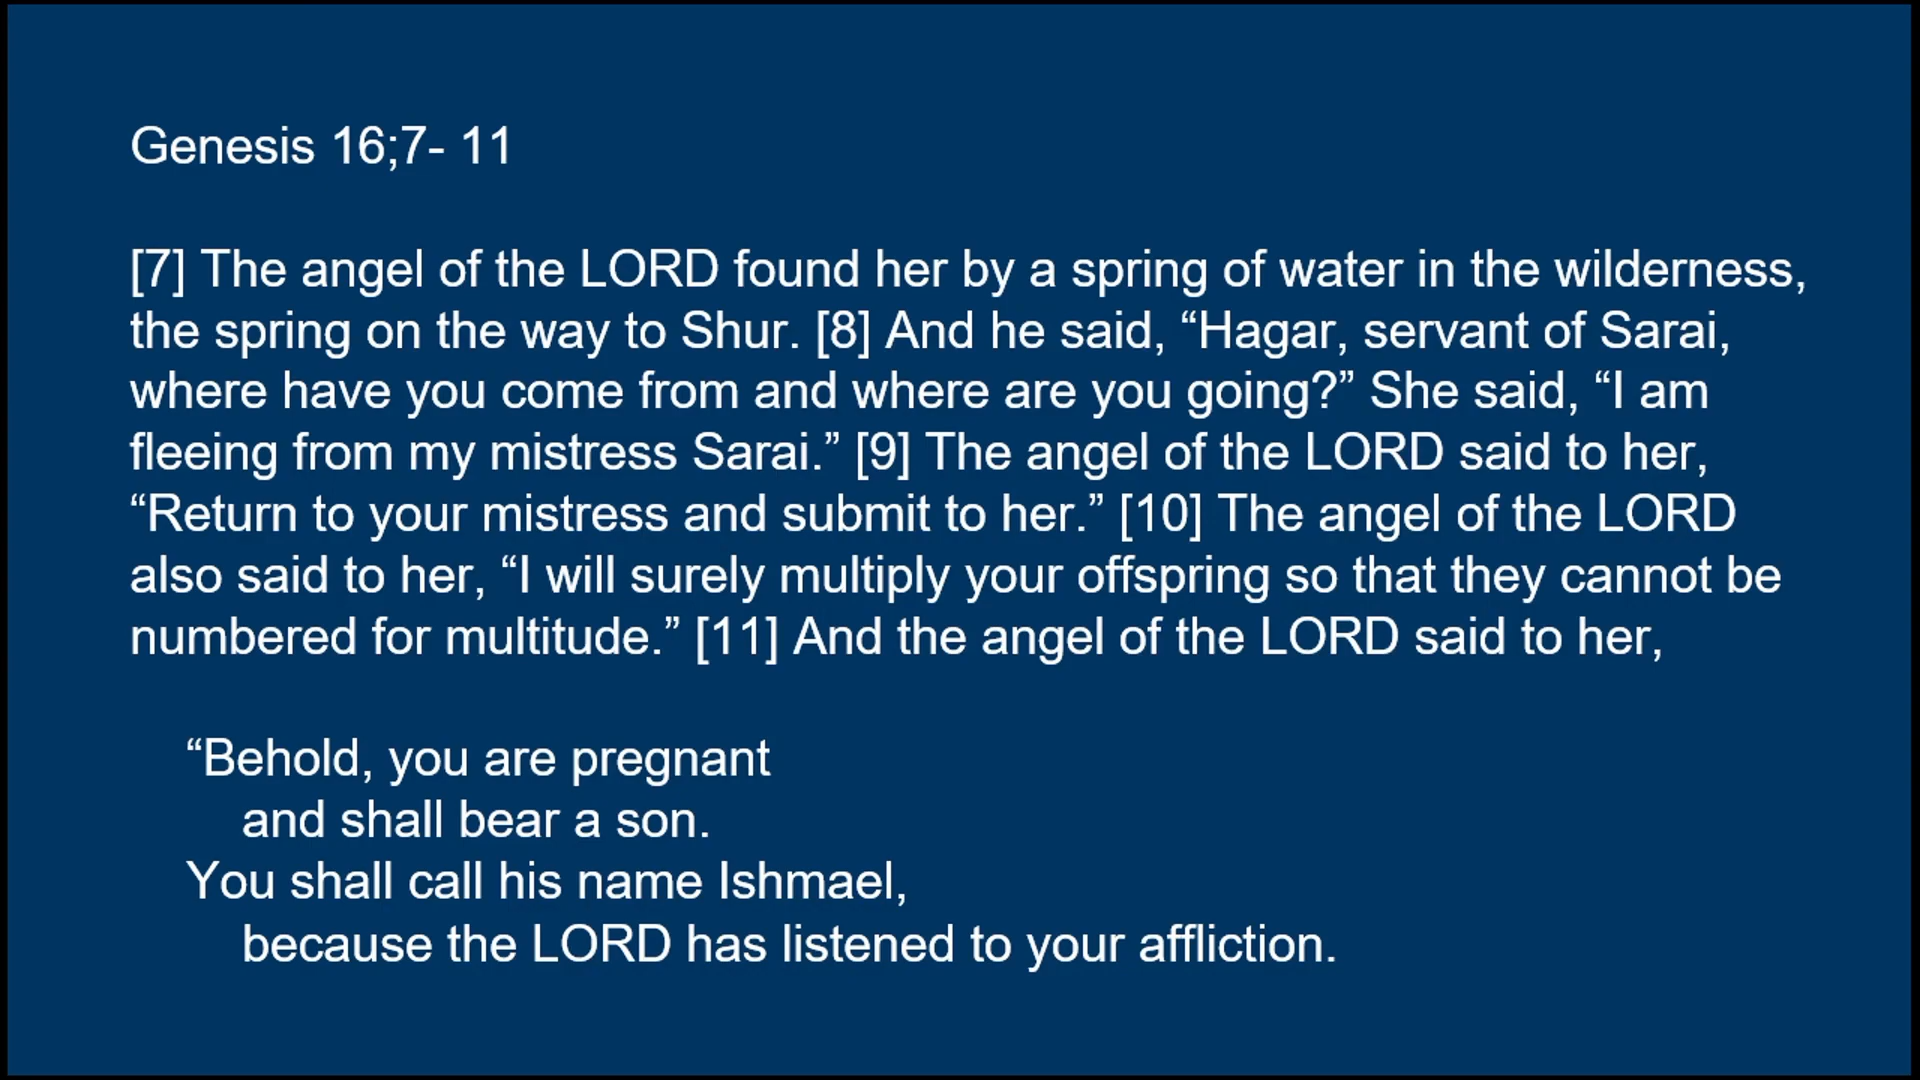 Genesis 16;7- 11
[7] The angel of the LORD found her by a spring of water in the wilderness,
the spring on the way to Shur. [8] And he said, “Hagar, servant of Sarai,
where have you come from and where are you going?” She said, “I am
fleeing from my mistress Sarai.” [9] The angel of the LORD said to her,
“Return to your mistress and submit to her.” [10] The angel of the LORD
also said to her, “I will surely multiply your offspring so that they cannot be
numbered for multitude.” [11] And the angel of the LORD said to her,
“Behold, you are pregnant
and shall bear a son.
You shall call his name Ishmael,
because the LORD has listened to your affliction.